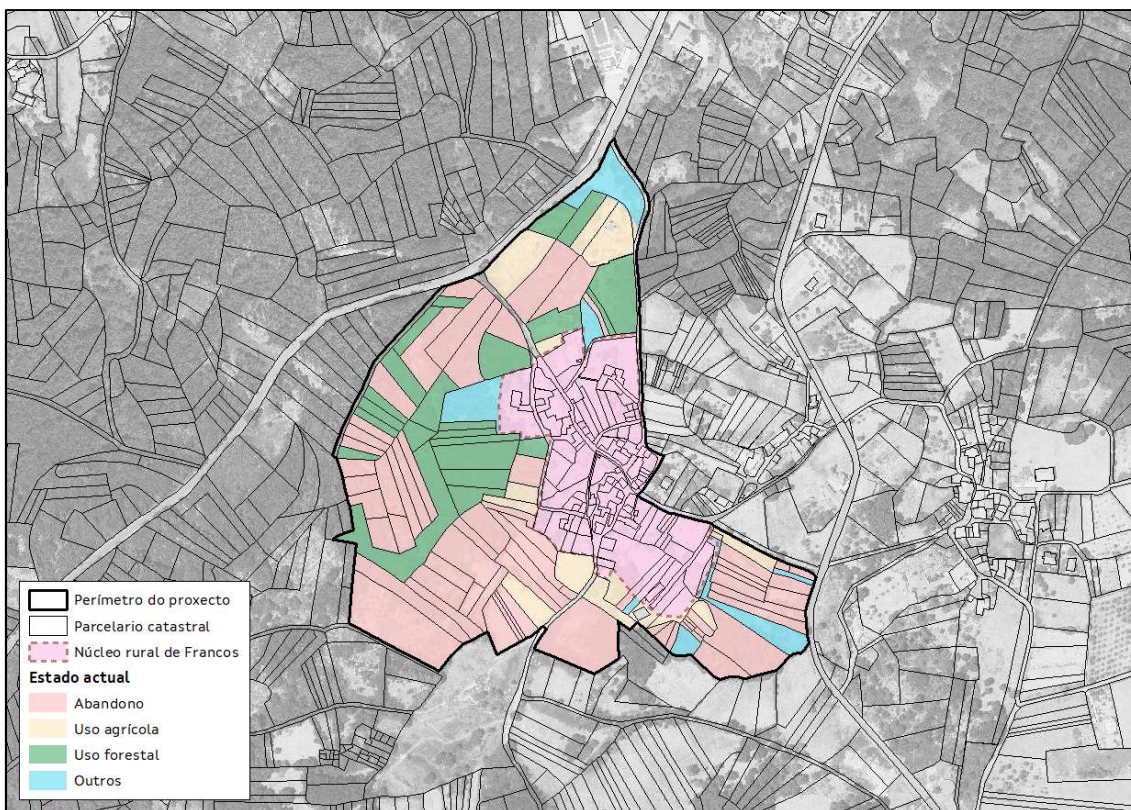 Perímetro do proxecto
Parcelario catastral
Núcleo rural de Francos
Estado actual
Abandono
Uso agrícola
Uso forestal
Outros